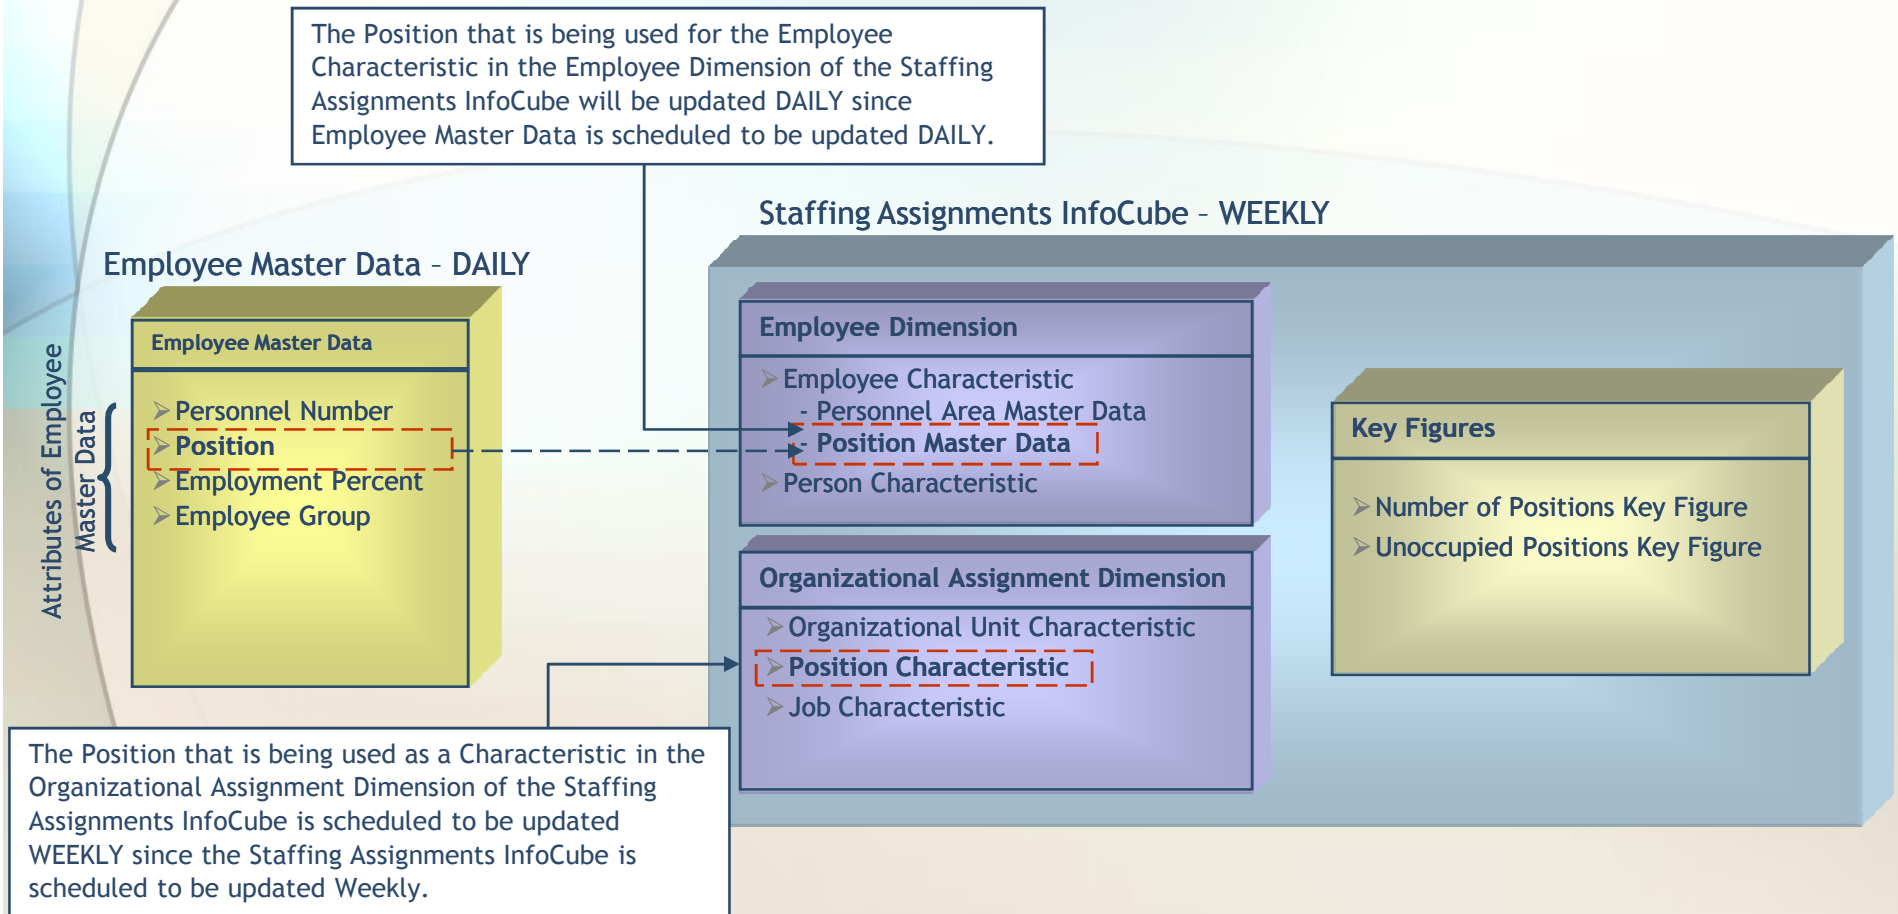 The Position that is being used for the Employee
Characteristic in the Employee Dimension of the Staffing
Assignments InfoCube will be updated DAILY since
Employee Master Data is scheduled to be updated DAILY.
Staffing Assignments InfoCube – WEEKLY
Employee Master Data – DAILY
Attributes of Employee
Master Data
Employee Master Data
➢Personnel Number
➢Position
➢Employment Percent
➢Employee Group
Employee Dimension
➢Employee Characteristic
- Personnel Area Master Data
- Position Master Data
➢Person Characteristic
Organizational Assignment Dimension
➢Organizational Unit Characteristic
➢Position Characteristic
➢Job Characteristic
Key Figures
➢Number of Positions Key Figure
➢Unoccupied Positions Key Figure
The Position that is being used as a Characteristic in the
Organizational Assignment Dimension of the Staffing
Assignments InfoCube is scheduled to be updated
WEEKLY since the Staffing Assignments InfoCube is
scheduled to be updated Weekly.